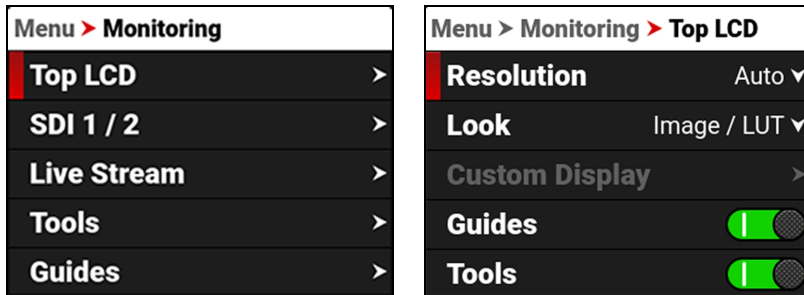 Menu > Monitoring
Top LCD
SDI 1 / 2
Live Stream
Tools
Guides
Menu > Monitoring > Top LCD
Resolution Auto
Look Image / LUT
Custom Display
Guides
Tools